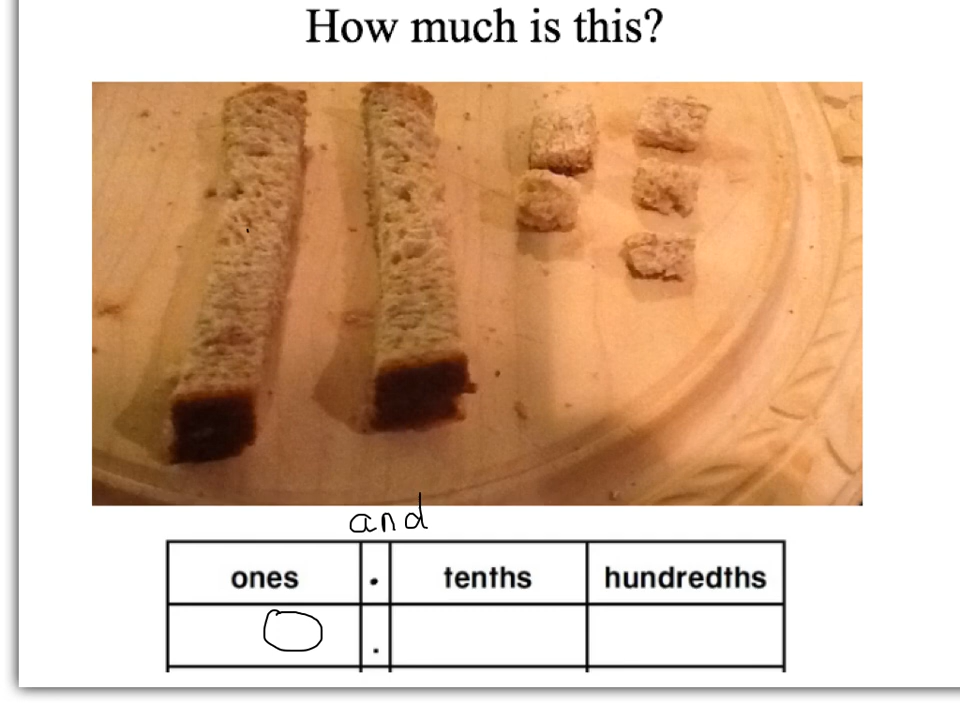 How much is this?
and
ones . tenths hundredths
0 .